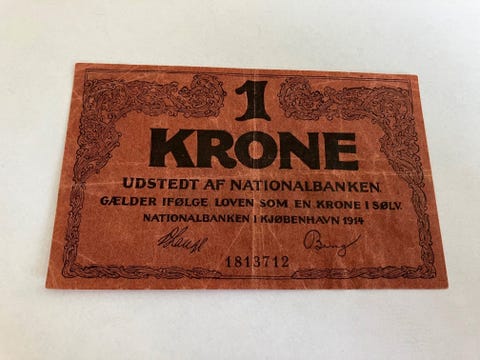 1
KRONE
UDSTEDT AF NATIONALBANKEN
GÆLDER IFØLGE LOVEN SOM EN KRONE I SØLV.
NATIONALBANKEN I KJØBENHAVN 1914
1813712